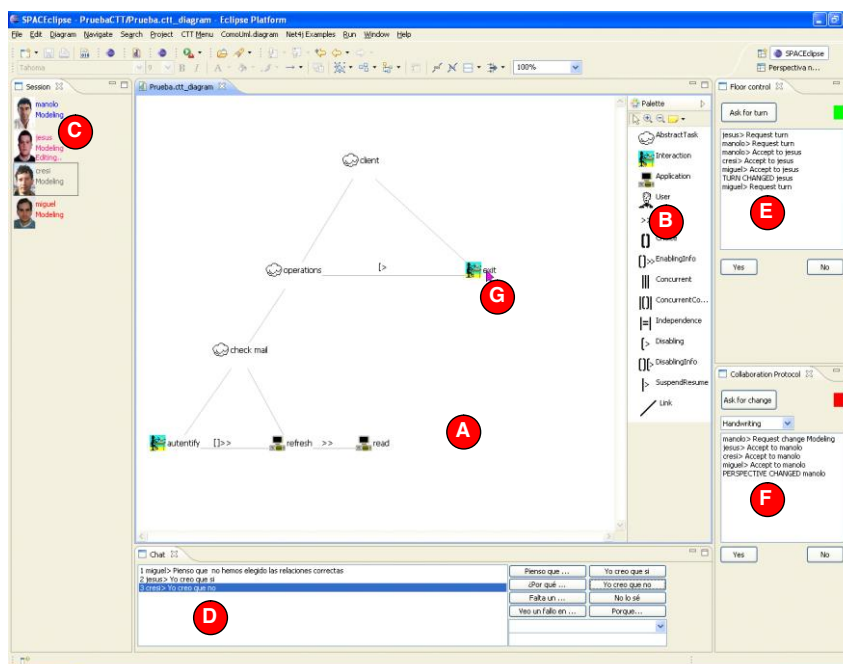 SPACEclipse - PruebaCTT/Prueba.ctt_diagram - Eclipse Platform
File Edit Diagram Navigate Search Project CTT Menu ComoUml.diagram Net4j Examples Run Window Help
SPACEclipse
Tahoma 9 B I A 100%
Perspectiva n...
Session
manolo
Modeling
jesus
Modeling
Editing..
cresi
Modeling
miguel
Modeling
C
Prueba.ctt_diagram
client
operations
[>
exit
G
check mail
autentify
[]>>
refresh
>>
read
A
Palette
AbstractTask
Interaction
Application
User
>>
B
EnablingInfo
Concurrent
ConcurrentCo...
Independence
Disabling
DisablingInfo
SuspendResume
Link
Floor control
Ask for turn
jesus> Request turn
manolo> Request turn
manolo> Accept to jesus
cresi> Accept to jesus
miguel> Accept to jesus
TURN CHANGED jesus
miguel> Request turn
E
Yes No
Collaboration Protocol
Ask for change
Handwriting
manolo> Request change Modeling
jesus> Accept to manolo
cresi> Accept to manolo
miguel> Accept to manolo
PERSPECTIVE CHANGED manolo
F
Yes No
Chat
1 miguel> Pienso que no hemos elegido las relaciones correctas
2 jesus> Yo creo que si
3 cresi> Yo creo que no
D
Pienso que ... Yo creo que si
¿Por qué ... Yo creo que no
Falta un ... No lo sé
Veo un fallo en ... Porque...